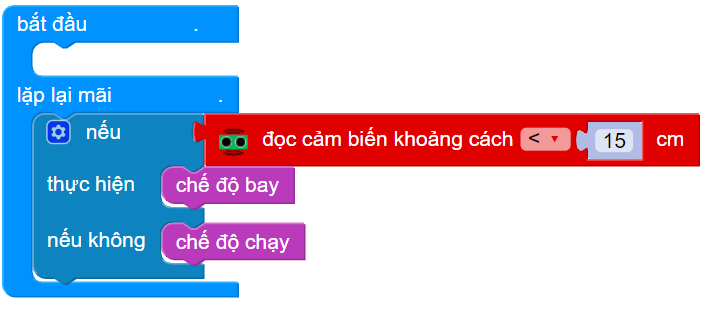 bắt đầu .
lặp lại mãi .
nếu đọc cảm biến khoảng cách < ▾ 15 cm
thực hiện chế độ bay
nếu không chế độ chạy